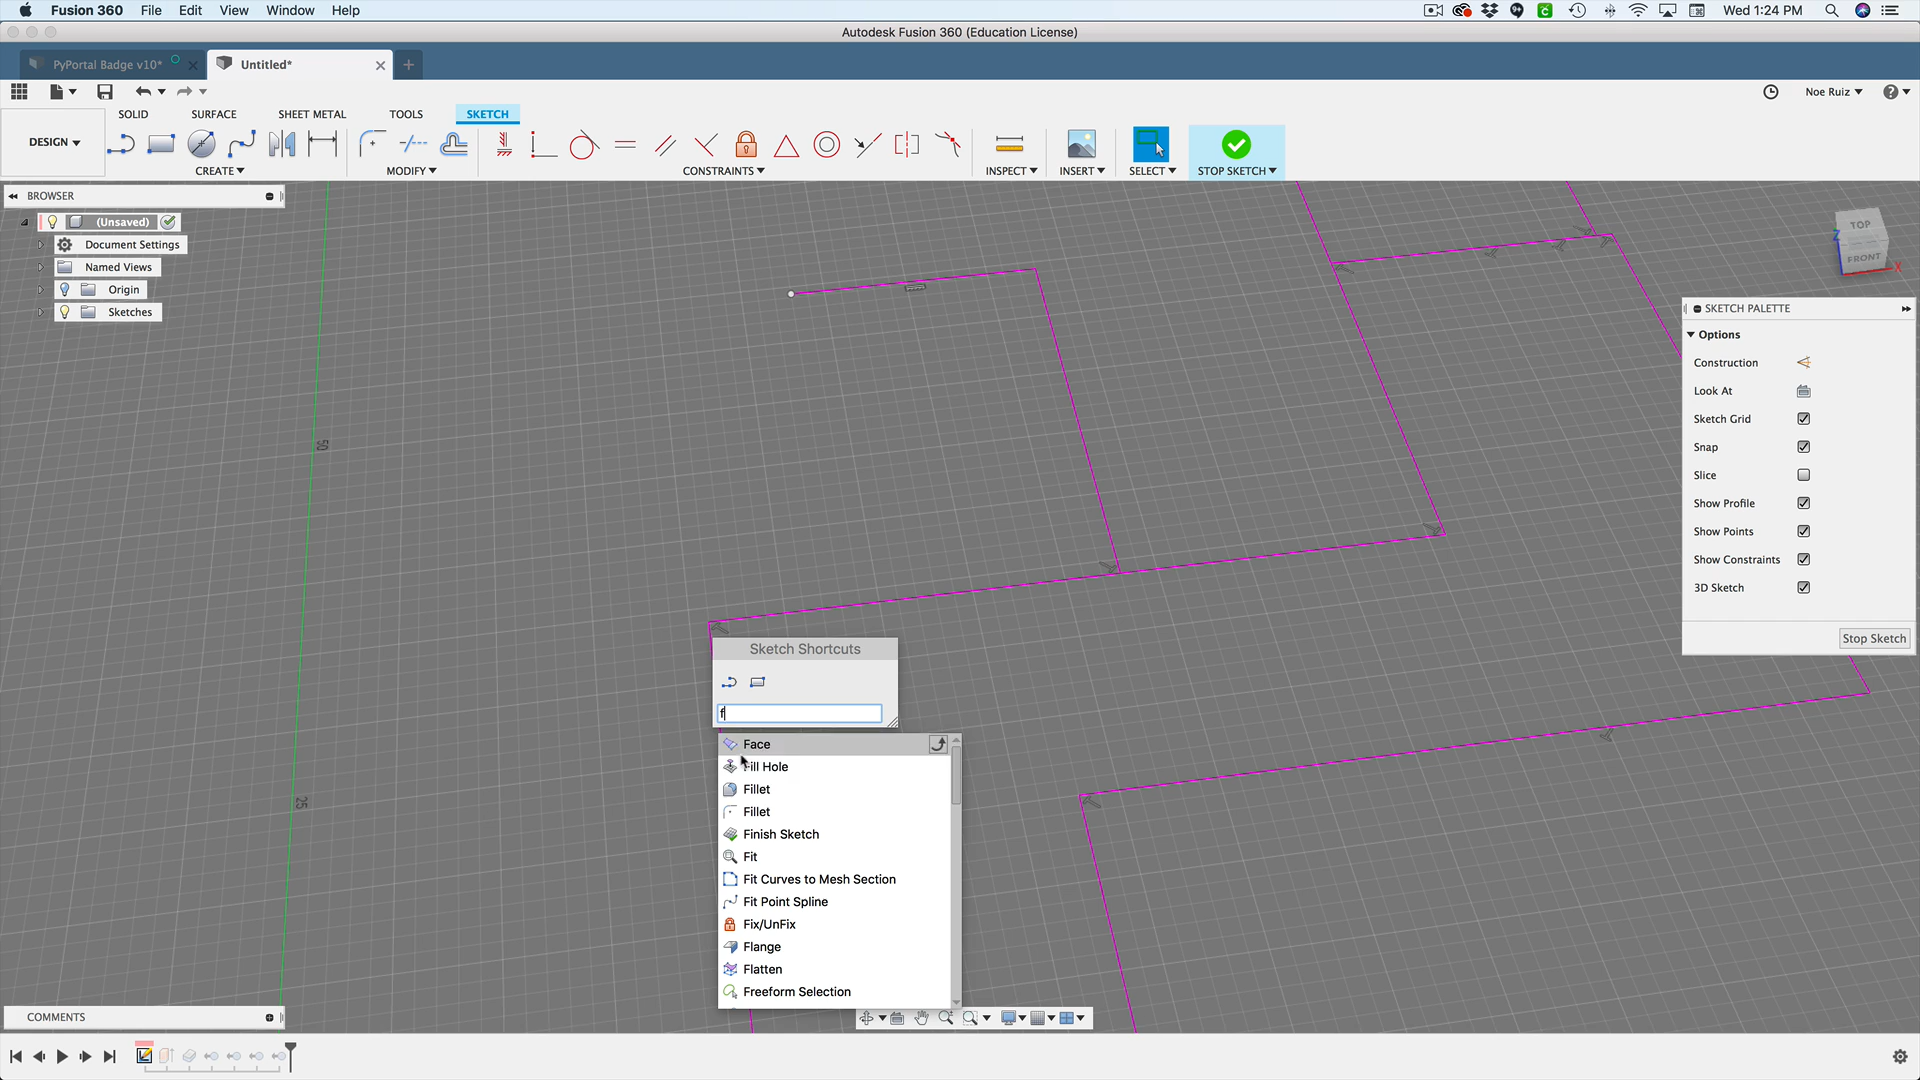 Fusion 360 File Edit View Window Help
Wed 1:24 PM
Autodesk Fusion 360 (Education License)
PyPortal Badge v10*
Untitled*
Noe Ruiz
SOLID SURFACE SHEET METAL TOOLS SKETCH
DESIGN
CREATE MODIFY CONSTRAINTS INSPECT INSERT SELECT STOP SKETCH
BROWSER
(Unsaved)
Document Settings
Named Views
Origin
Sketches
TOP
FRONT
Z
X
SKETCH PALETTE
Options
Construction
Look At
Sketch Grid
Snap
Slice
Show Profile
Show Points
Show Constraints
3D Sketch
Stop Sketch
50
25
Sketch Shortcuts
f
Face
Fill Hole
Fillet
Fillet
Finish Sketch
Fit
Fit Curves to Mesh Section
Fit Point Spline
Fix/UnFix
Flange
Flatten
Freeform Selection
COMMENTS